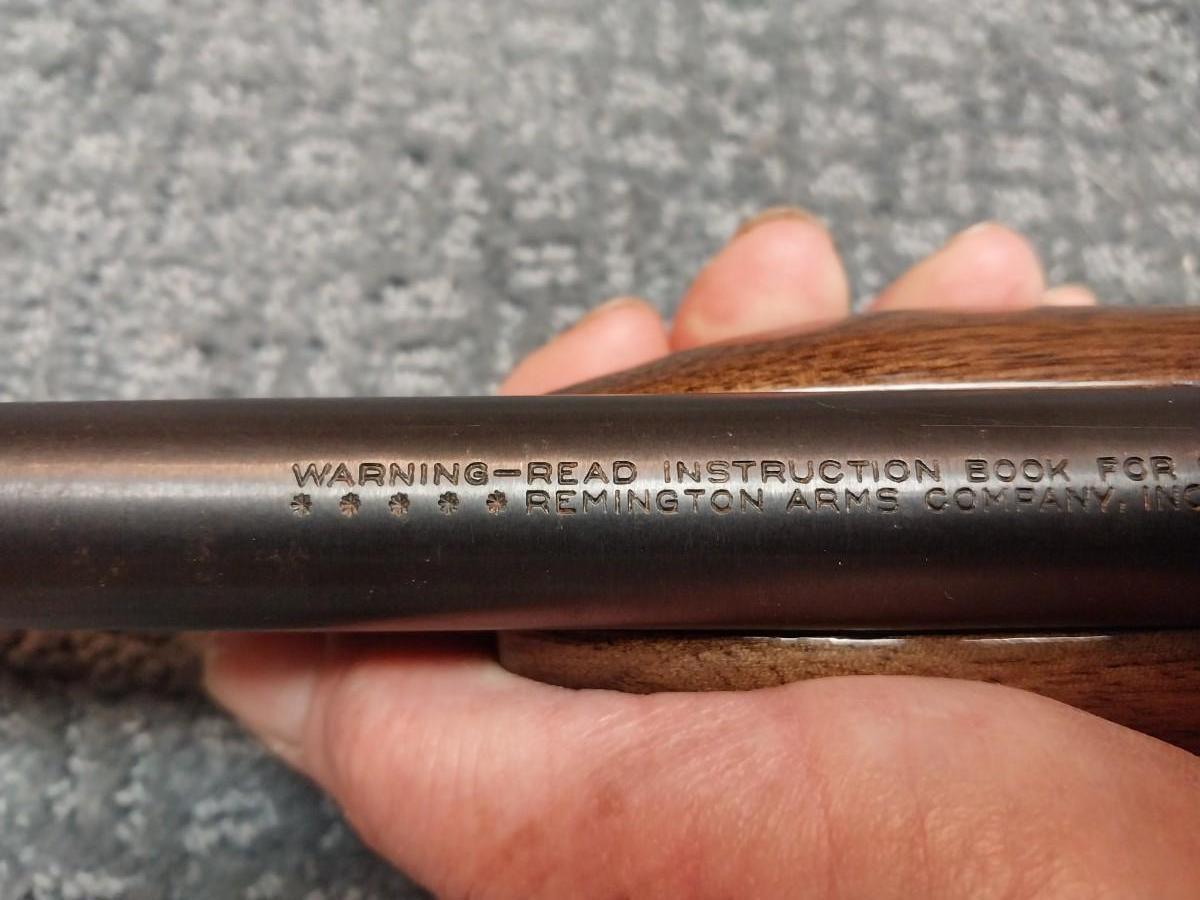 WARNING—READ INSTRUCTION BOOK FOR
* * * * * REMINGTON ARMS COMPANY, INC